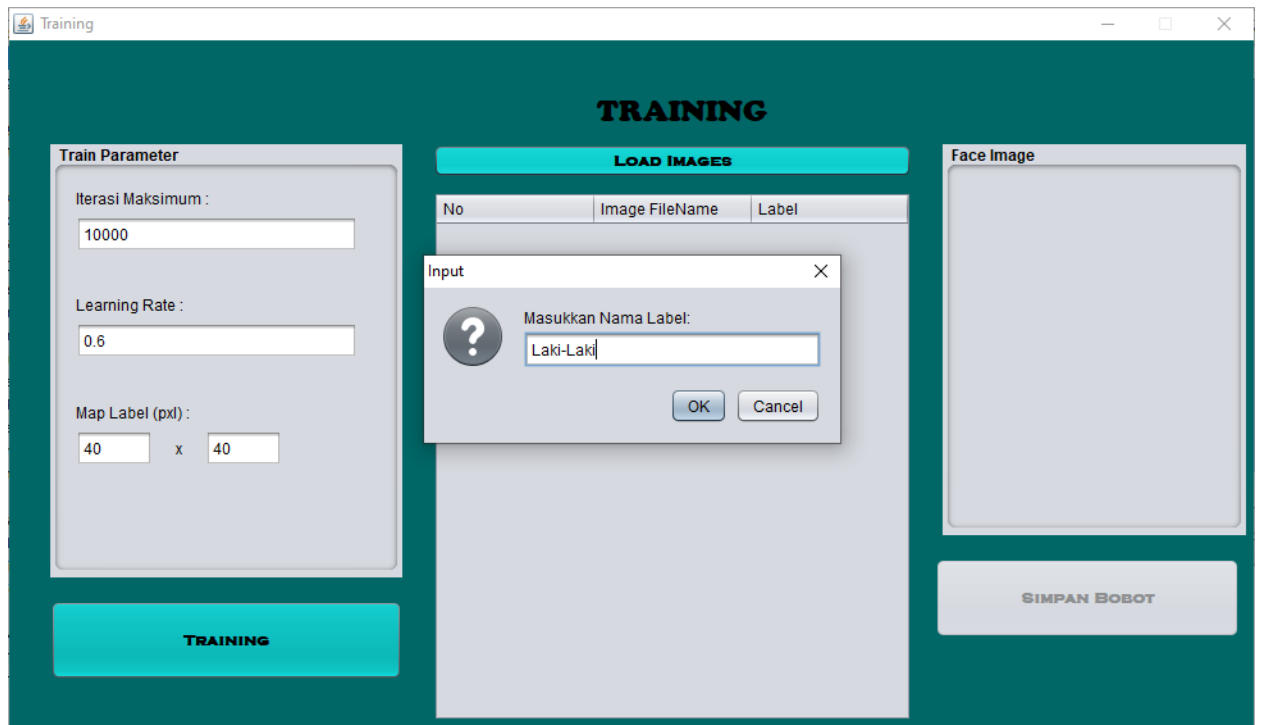 Training
TRAINING
Train Parameter
Iterasi Maksimum :
10000
Learning Rate :
0.6
Map Label (pxl) :
40 x 40
TRAINING
LOAD IMAGES
No Image FileName Label
Input
Masukkan Nama Label:
Laki-Laki
OK Cancel
Face Image
SIMPAN BOBOT